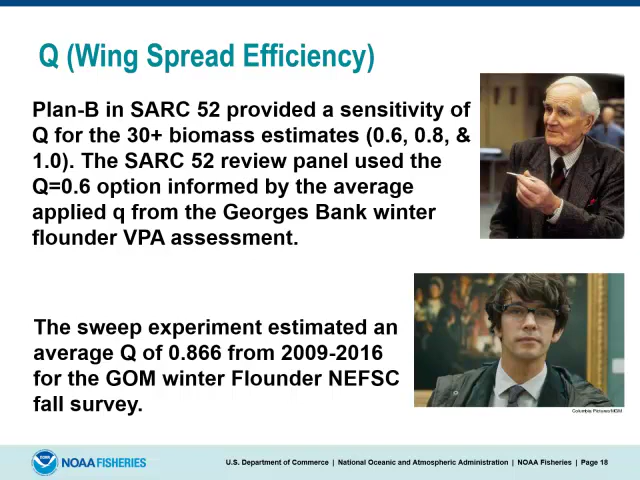 Q (Wing Spread Efficiency)
Plan-B in SARC 52 provided a sensitivity of
Q for the 30+ biomass estimates (0.6, 0.8, &
1.0). The SARC 52 review panel used the
Q=0.6 option informed by the average
applied q from the Georges Bank winter
flounder VPA assessment.
The sweep experiment estimated an
average Q of 0.866 from 2009-2016
for the GOM winter Flounder NEFSC
fall survey.
Columbia Pictures/MGM
NOAA FISHERIES
U.S. Department of Commerce | National Oceanic and Atmospheric Administration | NOAA Fisheries | Page 18